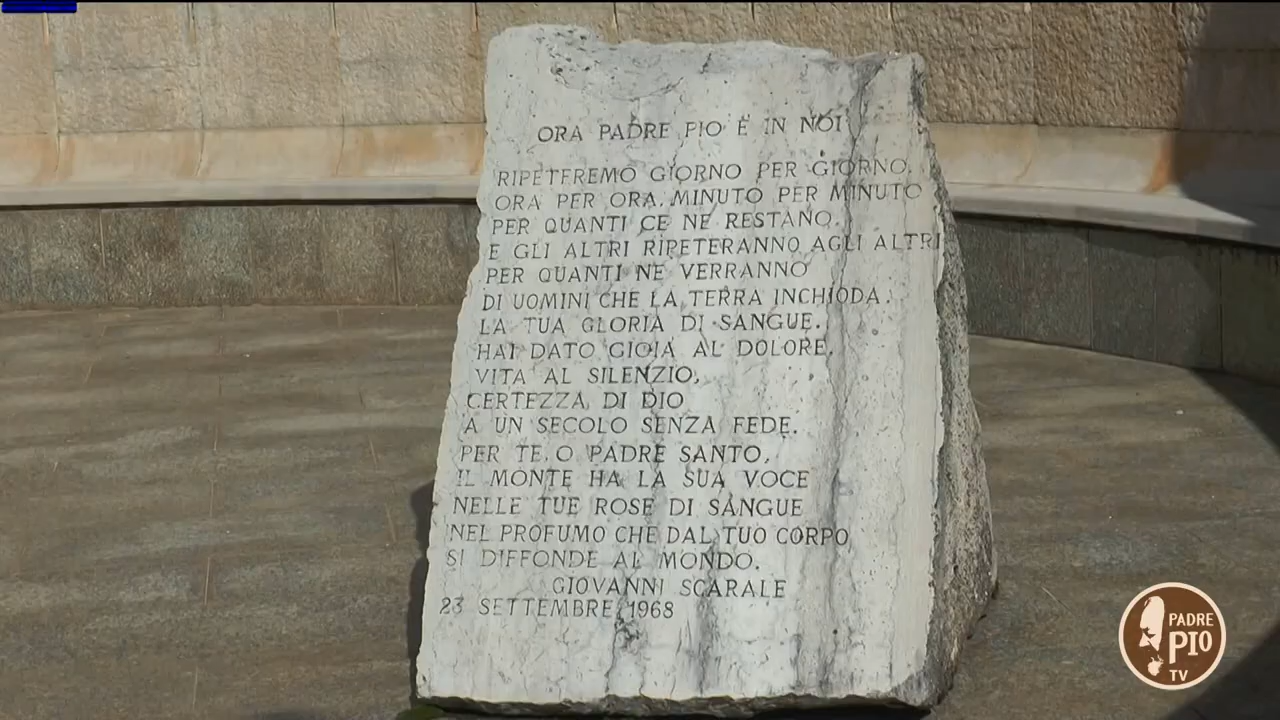 ORA PADRE PIO È IN NOI
RIPETEREMO GIORNO PER GIORNO,
ORA PER ORA, MINUTO PER MINUTO
PER QUANTI CE NE RESTANO.
E GLI ALTRI RIPETERANNO AGLI ALTRI
PER QUANTI NE VERRANNO
DI UOMINI CHE LA TERRA INCHIODA:
LA TUA GLORIA DI SANGUE.
HAI DATO GIOIA AL DOLORE,
VITA AL SILENZIO,
CERTEZZA DI DIO
A UN SECOLO SENZA FEDE.
PER TE, O PADRE SANTO,
IL MONTE HA LA SUA VOCE
NELLE TUE ROSE DI SANGUE
NEL PROFUMO CHE DAL TUO CORPO
SI DIFFONDE AL MONDO.
GIOVANNI SCARALE
23 SETTEMBRE 1968
PADRE
PIO
TV